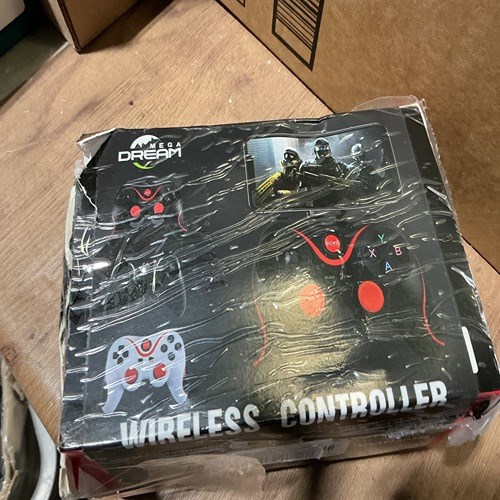 MEGA
DREAM
Y
X B
A
WIRELESS CONTROLLER